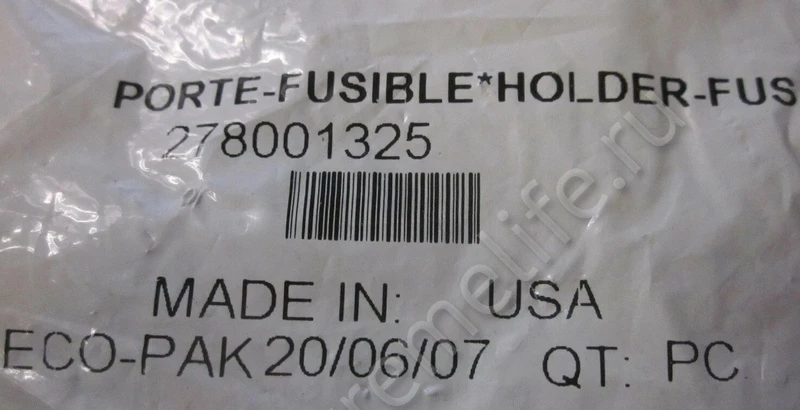 PORTE-FUSIBLE*HOLDER-FUS
278001325
MADE IN: USA
ECO-PAK 20/06/07 QT: PC